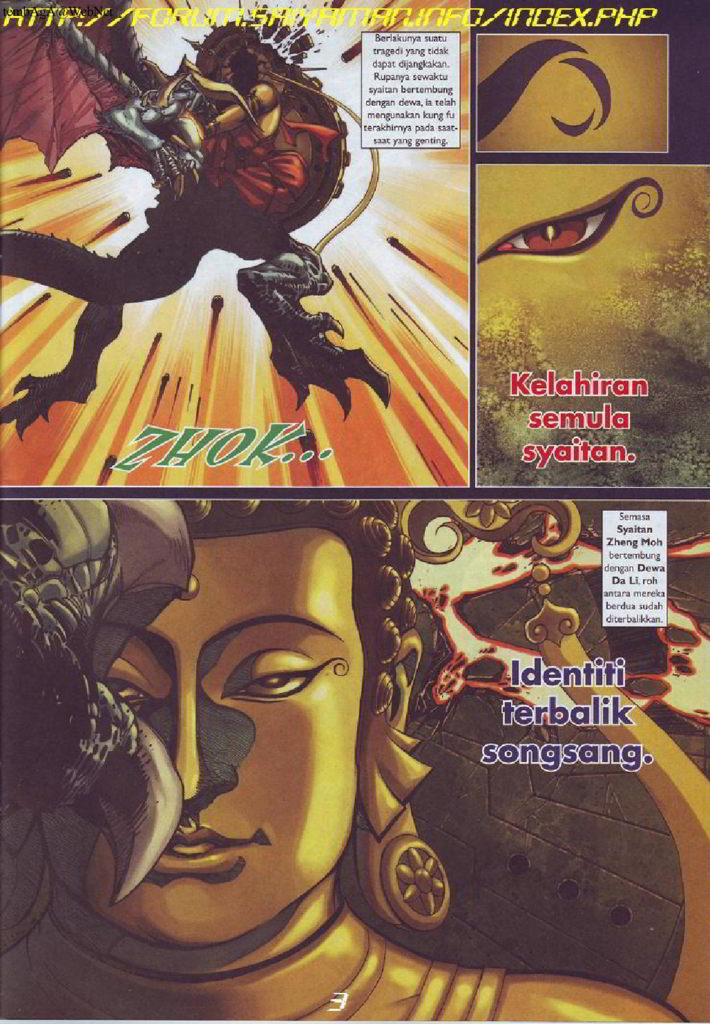 HTTP://FORUM.SAIYAMAN.INFO/INDEX.PHP
Berlakunya suatu
tragedi yang tidak
dapat dijangkakan.
Rupanya sewaktu
syaitan bertembung
dengan dewa, ia telah
mengunakan kung fu
terakhirnya pada saat-
saat yang genting.
ZHOK...
Kelahiran
semula
syaitan.
Semasa
Syaitan
Zheng Moh
bertembung
dengan Dewa
Da Li, roh
antara mereka
berdua sudah
diterbalikkan.
Identiti
terbalik
songsang.
3